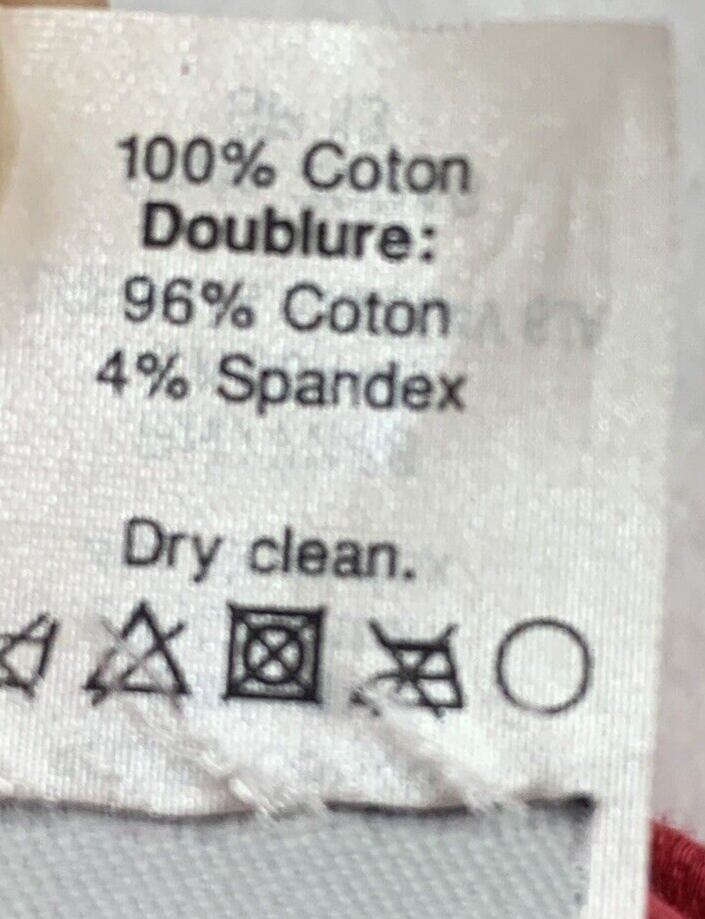 100% Coton
Doublure:
96% Coton
4% Spandex
Dry clean.